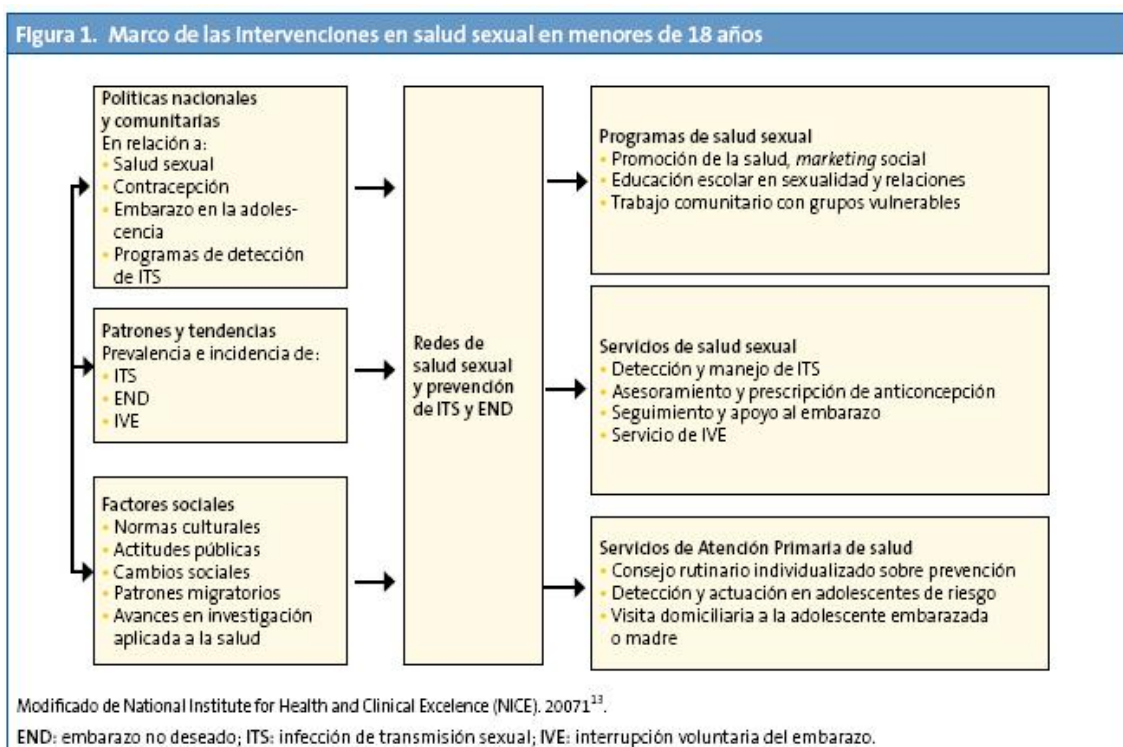 Figura 1. Marco de las intervenciones en salud sexual en menores de 18 años
Políticas nacionales
y comunitarias
En relación a:
• Salud sexual
• Contracepción
• Embarazo en la adoles-
cencia
• Programas de detección
de ITS
Patrones y tendencias
Prevalencia e incidencia de:
• ITS
• END
• IVE
Factores sociales
• Normas culturales
• Actitudes públicas
• Cambios sociales
• Patrones migratorios
• Avances en investigación
aplicada a la salud
Redes de
salud sexual
y prevención
de ITS y END
Programas de salud sexual
• Promoción de la salud, marketing social
• Educación escolar en sexualidad y relaciones
• Trabajo comunitario con grupos vulnerables
Servicios de salud sexual
• Detección y manejo de ITS
• Asesoramiento y prescripción de anticoncepción
• Seguimiento y apoyo al embarazo
• Servicio de IVE
Servicios de Atención Primaria de salud
• Consejo rutinario individualizado sobre prevención
• Detección y actuación en adolescentes de riesgo
• Visita domiciliaria a la adolescente embarazada
o madre
Modificado de National Institute for Health and Clinical Excelence (NICE). 20071¹³.
END: embarazo no deseado; ITS: infección de transmisión sexual; IVE: interrupción voluntaria del embarazo.